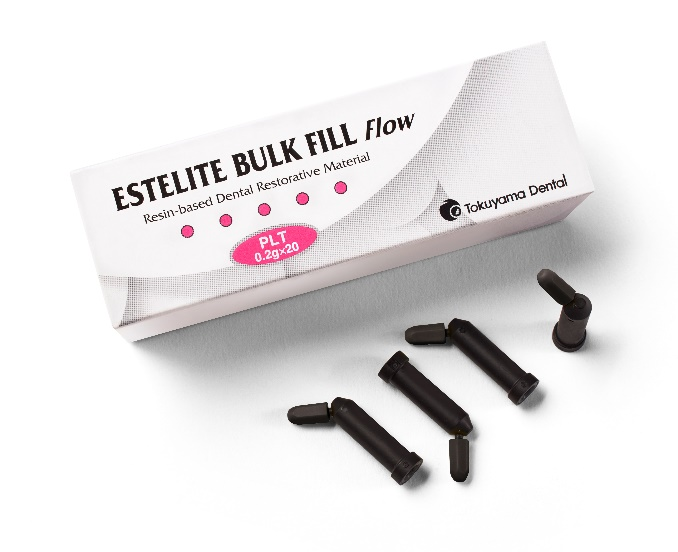 ESTELITE BULK FILL Flow
Resin-based Dental Restorative Material
PLT
0.2g×20
Tokuyama Dental